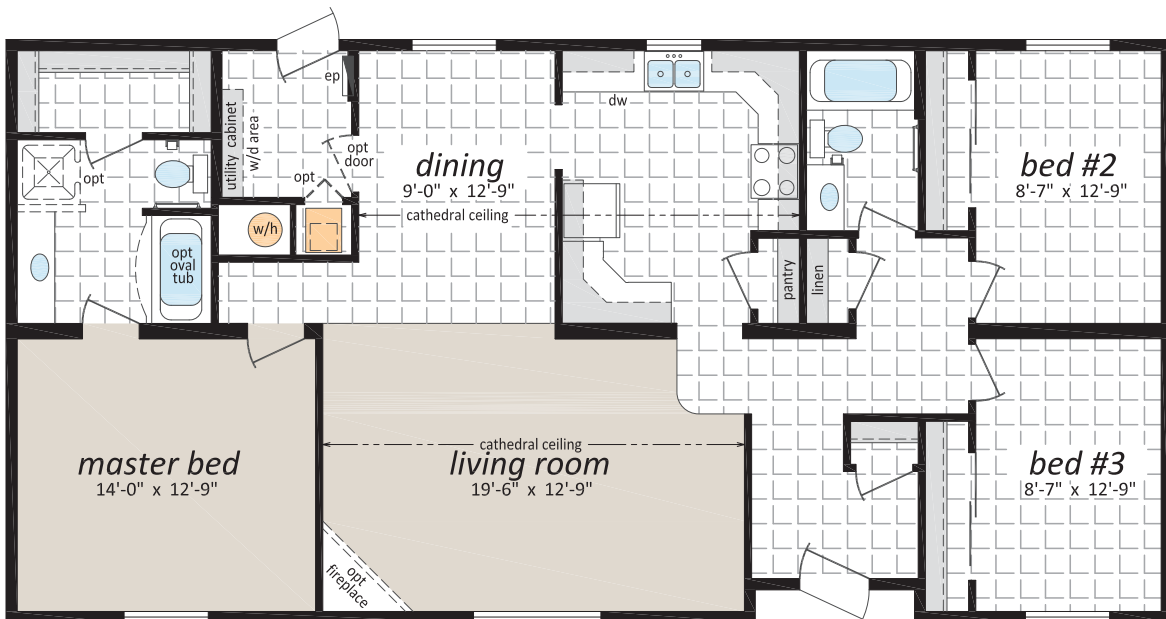 ep
utility cabinet
w/d area
opt
door
opt
w/h
opt
opt
oval
tub
dining
9'-0" x 12'-9"
cathedral ceiling
dw
pantry
linen
bed #2
8'-7" x 12'-9"
master bed
14'-0" x 12'-9"
cathedral ceiling
living room
19'-6" x 12'-9"
opt
fireplace
bed #3
8'-7" x 12'-9"